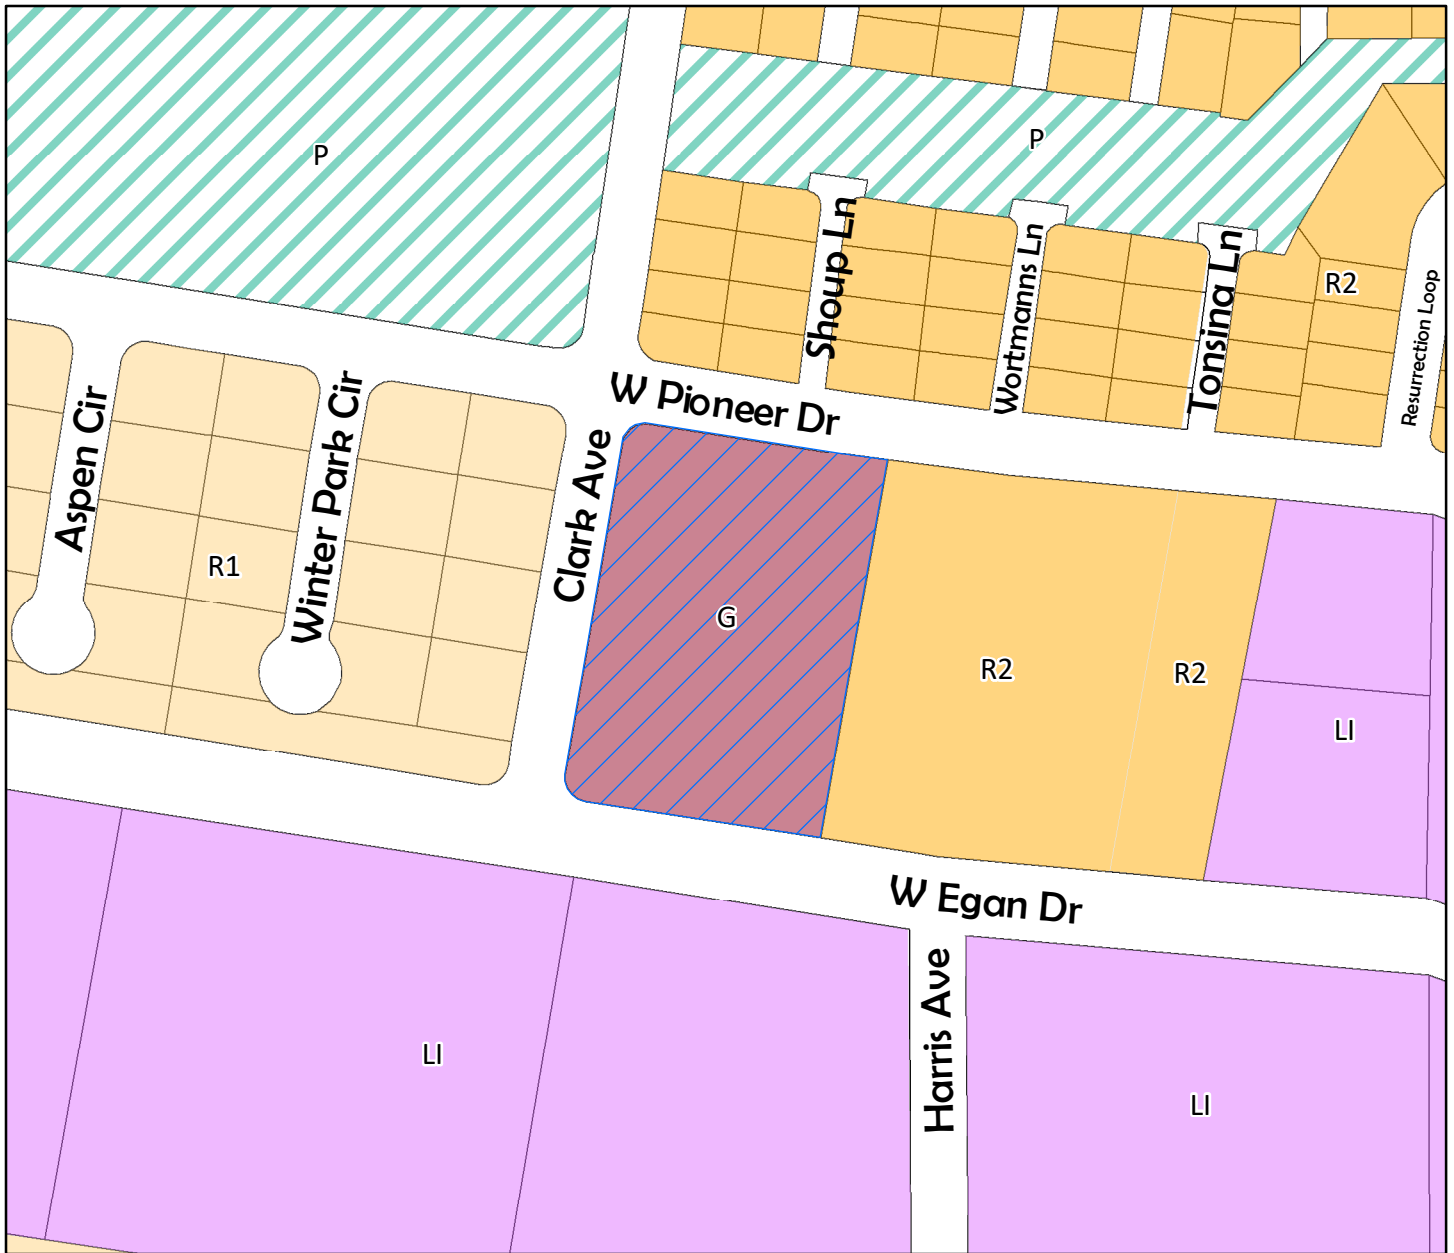 P
P
Shoup Ln
Wortmanns Ln
Tonsina Ln
R2
Resurrection Loop
W Pioneer Dr
Aspen Cir
Winter Park Cir
Clark Ave
R1
G
R2
R2
LI
W Egan Dr
Harris Ave
LI
LI